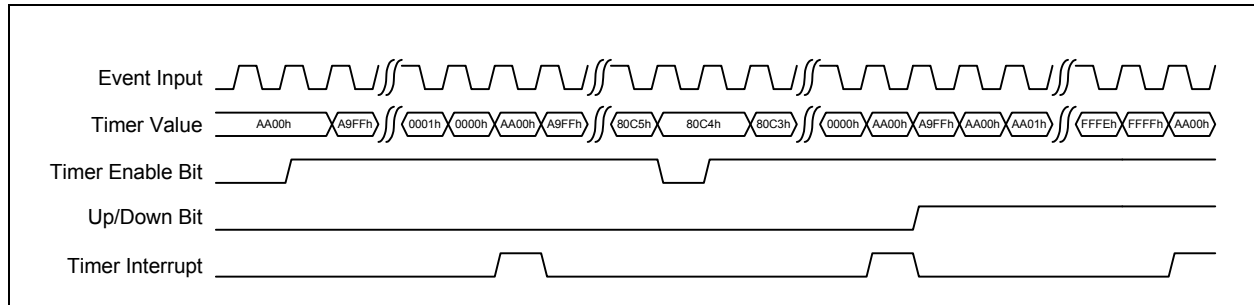 Event Input
Timer Value AA00h A9FFh 0001h 0000h AA00h A9FFh 80C5h 80C4h 80C3h 0000h AA00h A9FFh AA00h AA01h FFFEh FFFFh AA00h
Timer Enable Bit
Up/Down Bit
Timer Interrupt